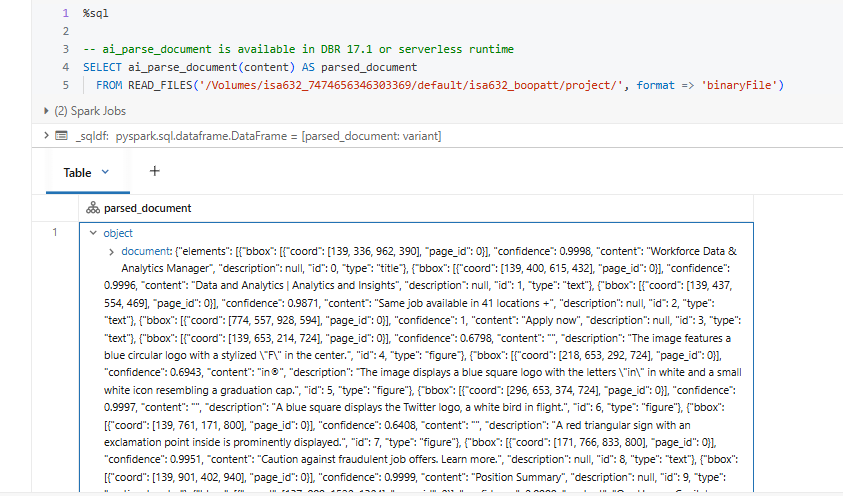 1 %sql
2
3 -- ai_parse_document is available in DBR 17.1 or serverless runtime
4 SELECT ai_parse_document(content) AS parsed_document
5 FROM READ_FILES('/Volumes/isa632_7474656346303369/default/isa632_boopatt/project/', format => 'binaryFile')
(2) Spark Jobs
_sqldf: pyspark.sql.dataframe.DataFrame = [parsed_document: variant]
Table
+
parsed_document
1 object
document: {"elements": [{"bbox": [{"coord": [139, 336, 962, 390], "page_id": 0}], "confidence": 0.9998, "content": "Workforce Data &
Analytics Manager", "description": null, "id": 0, "type": "title"}, {"bbox": [{"coord": [139, 400, 615, 432], "page_id": 0}], "confidence":
0.9996, "content": "Data and Analytics | Analytics and Insights", "description": null, "id": 1, "type": "text"}, {"bbox": [{"coord": [139, 437,
554, 469], "page_id": 0}], "confidence": 0.9871, "content": "Same job available in 41 locations +", "description": null, "id": 2, "type":
"text"}, {"bbox": [{"coord": [774, 557, 928, 594], "page_id": 0}], "confidence": 1, "content": "Apply now", "description": null, "id": 3, "type":
"text"}, {"bbox": [{"coord": [139, 653, 214, 724], "page_id": 0}], "confidence": 0.6798, "content": "", "description": "The image features a
blue circular logo with a stylized \"F\" in the center.", "id": 4, "type": "figure"}, {"bbox": [{"coord": [218, 653, 292, 724], "page_id": 0}],
"confidence": 0.6943, "content": "in®", "description": "The image displays a blue square logo with the letters \"in\" in white and a small
white icon resembling a graduation cap.", "id": 5, "type": "figure"}, {"bbox": [{"coord": [296, 653, 374, 724], "page_id": 0}], "confidence":
0.9997, "content": "", "description": "A blue square displays the Twitter logo, a white bird in flight.", "id": 6, "type": "figure"}, {"bbox":
[{"coord": [139, 761, 171, 800], "page_id": 0}], "confidence": 0.6408, "content": "", "description": "A red triangular sign with an
exclamation point inside is prominently displayed.", "id": 7, "type": "figure"}, {"bbox": [{"coord": [171, 766, 833, 800], "page_id": 0}],
"confidence": 0.9951, "content": "Caution against fraudulent job offers. Learn more.", "description": null, "id": 8, "type": "text"}, {"bbox":
[{"coord": [139, 901, 402, 940], "page_id": 0}], "confidence": 0.9999, "content": "Position Summary", "description": null, "id": 9, "type":